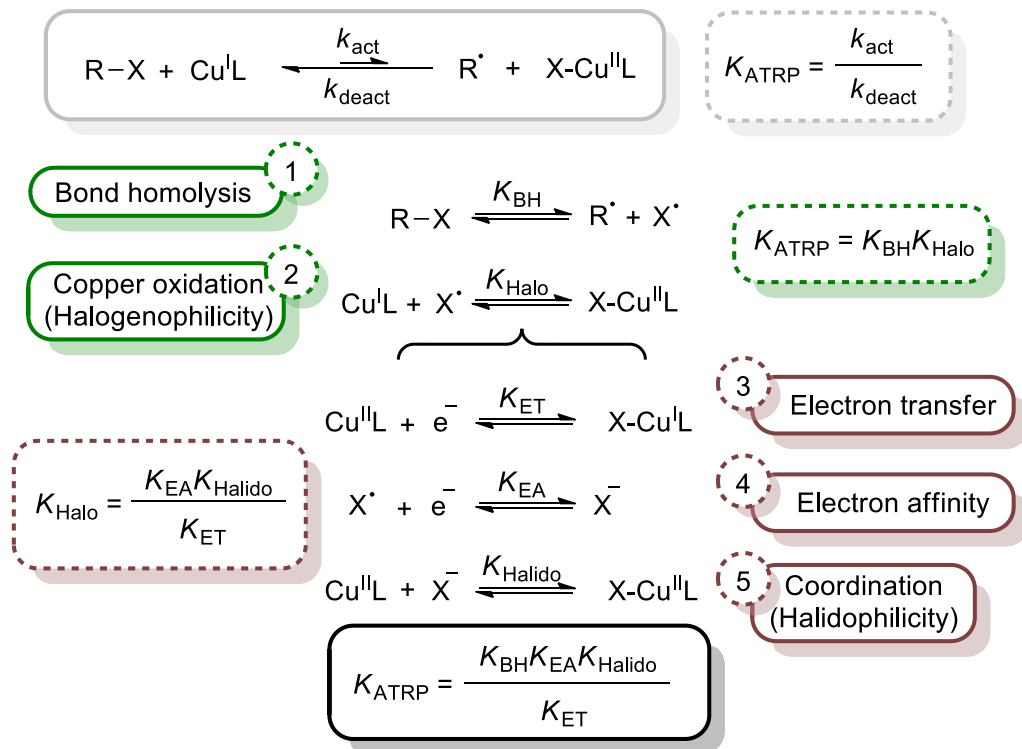 R–X + CuᴵL ⇌ R• + X-CuᴵᴵL
k_act
k_deact
K_ATRP = k_act / k_deact
1
Bond homolysis
R–X ⇌ R• + X•
K_BH
K_ATRP = K_BH K_Halo
2
Copper oxidation
(Halogenophilicity)
CuᴵL + X• ⇌ X-CuᴵᴵL
K_Halo
CuᴵᴵL + e⁻ ⇌ X-CuᴵL
K_ET
3
Electron transfer
K_Halo = K_EA K_Halido / K_ET
X• + e⁻ ⇌ X⁻
K_EA
4
Electron affinity
CuᴵᴵL + X⁻ ⇌ X-CuᴵᴵL
K_Halido
5
Coordination
(Halidophilicity)
K_ATRP = K_BH K_EA K_Halido / K_ET